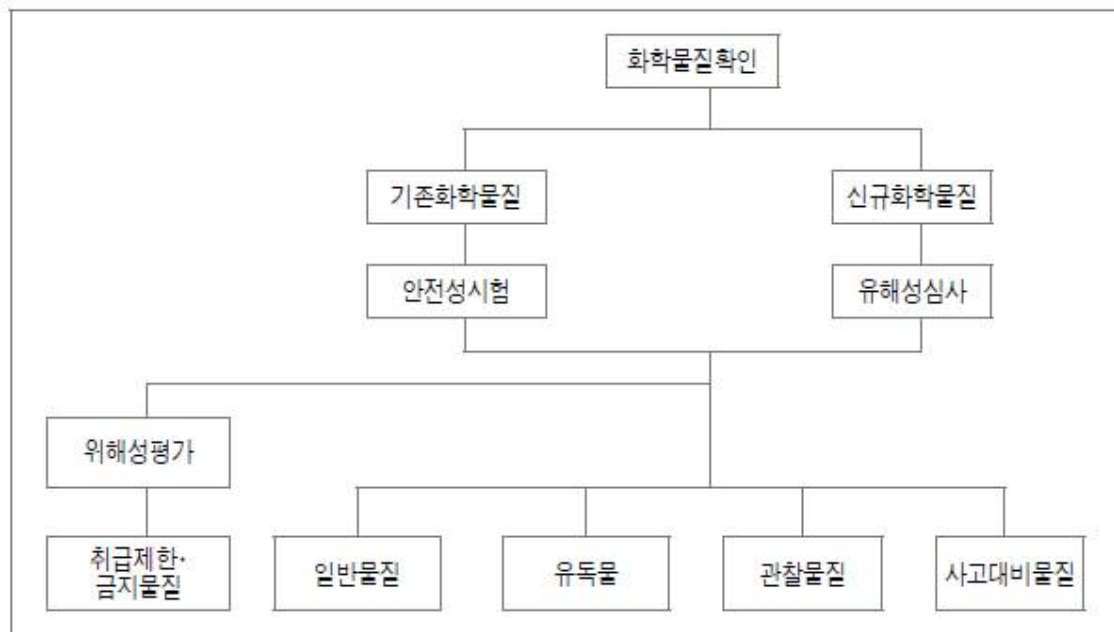 화학물질확인
기존화학물질
신규화학물질
안전성시험
유해성심사
위해성평가
취급제한·
금지물질
일반물질
유독물
관찰물질
사고대비물질